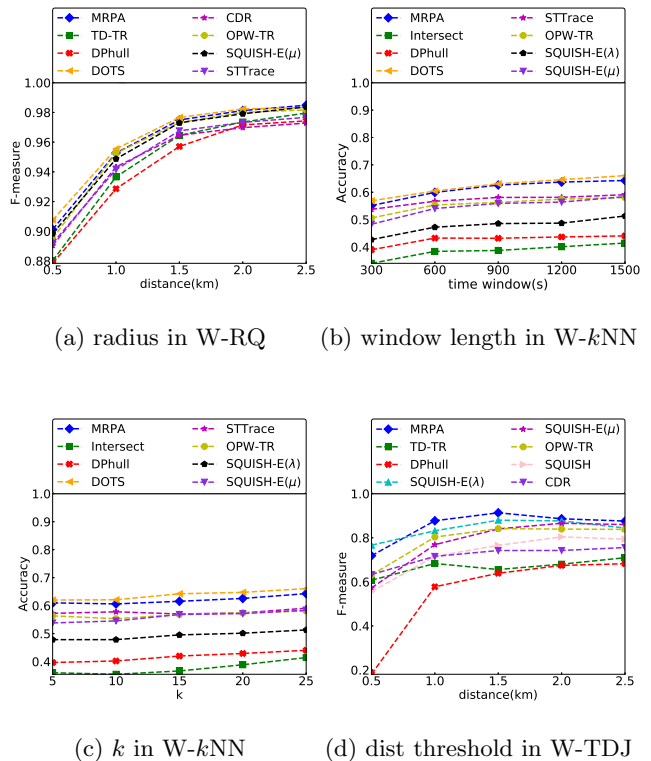 MRPA
TD-TR
DPhull
DOTS
CDR
OPW-TR
SQUISH-E(μ)
STTrace
1.00
0.98
0.96
0.94
0.92
0.90
0.88
F-measure
0.5 1.0 1.5 2.0 2.5
distance(km)
(a) radius in W-RQ
MRPA
Intersect
DPhull
DOTS
STTrace
OPW-TR
SQUISH-E(λ)
SQUISH-E(μ)
1.0
0.9
0.8
0.7
0.6
0.5
0.4
Accuracy
300 600 900 1200 1500
time window(s)
(b) window length in W-kNN
MRPA
Intersect
DPhull
DOTS
STTrace
OPW-TR
SQUISH-E(λ)
SQUISH-E(μ)
1.0
0.9
0.8
0.7
0.6
0.5
0.4
Accuracy
5 10 15 20 25
k
(c) k in W-kNN
MRPA
TD-TR
DPhull
SQUISH-E(λ)
SQUISH-E(μ)
OPW-TR
SQUISH
CDR
1.0
0.8
0.6
0.4
0.2
F-measure
0.5 1.0 1.5 2.0 2.5
distance(km)
(d) dist threshold in W-TDJ